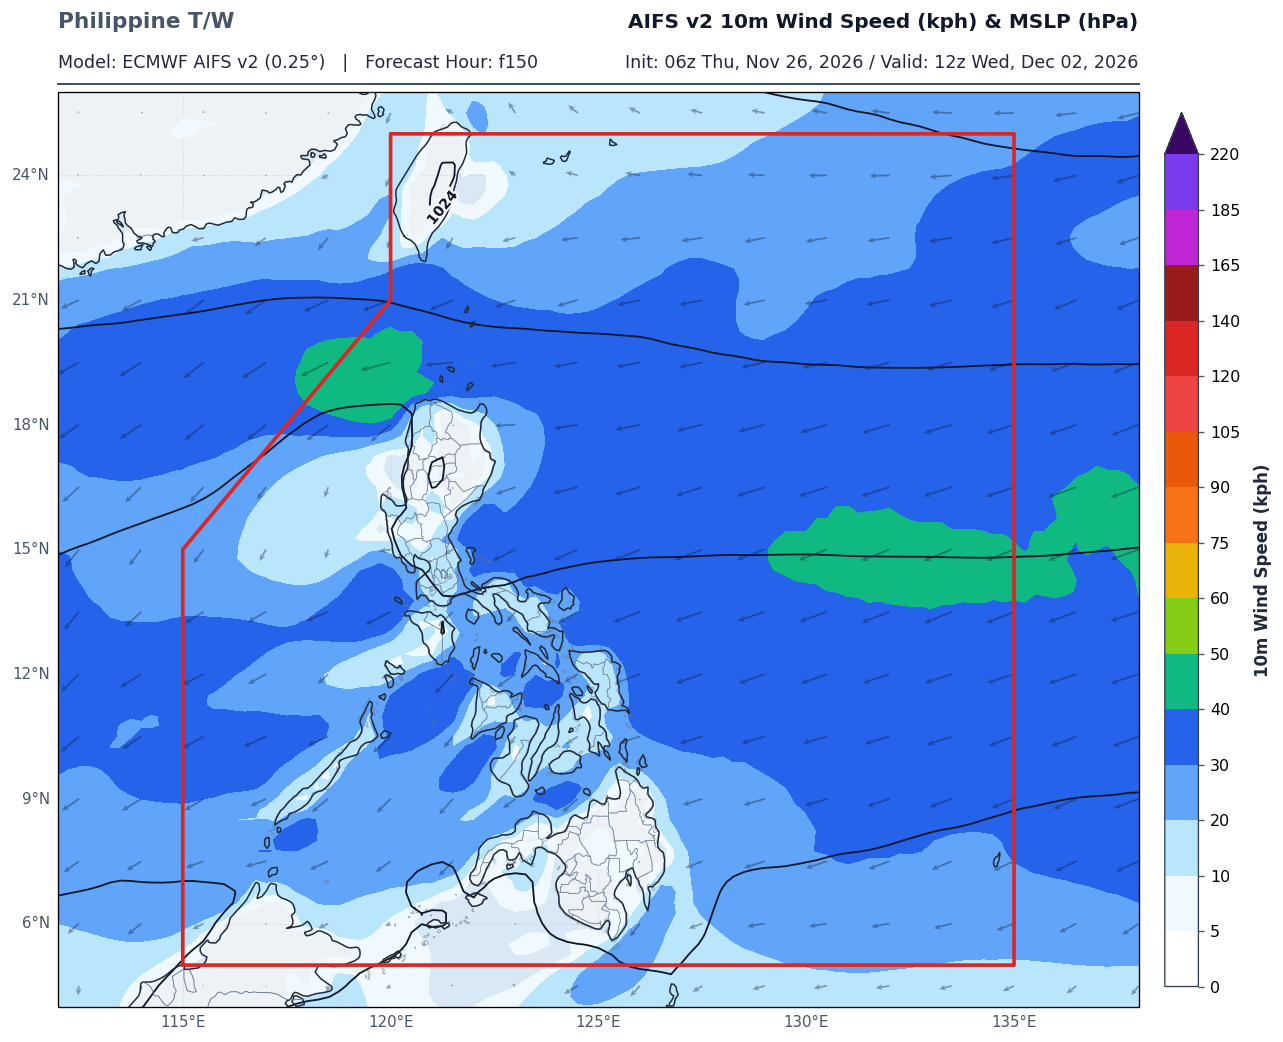 Philippine T/W
AIFS v2 10m Wind Speed (kph) & MSLP (hPa)
Model: ECMWF AIFS v2 (0.25°) | Forecast Hour: f150
Init: 06z Thu, Nov 26, 2026 / Valid: 12z Wed, Dec 02, 2026
24°N
21°N
18°N
15°N
12°N
9°N
6°N
1024
115°E
120°E
125°E
130°E
135°E
220
185
165
140
120
105
90
75
60
50
40
30
20
10
5
0
10m Wind Speed (kph)